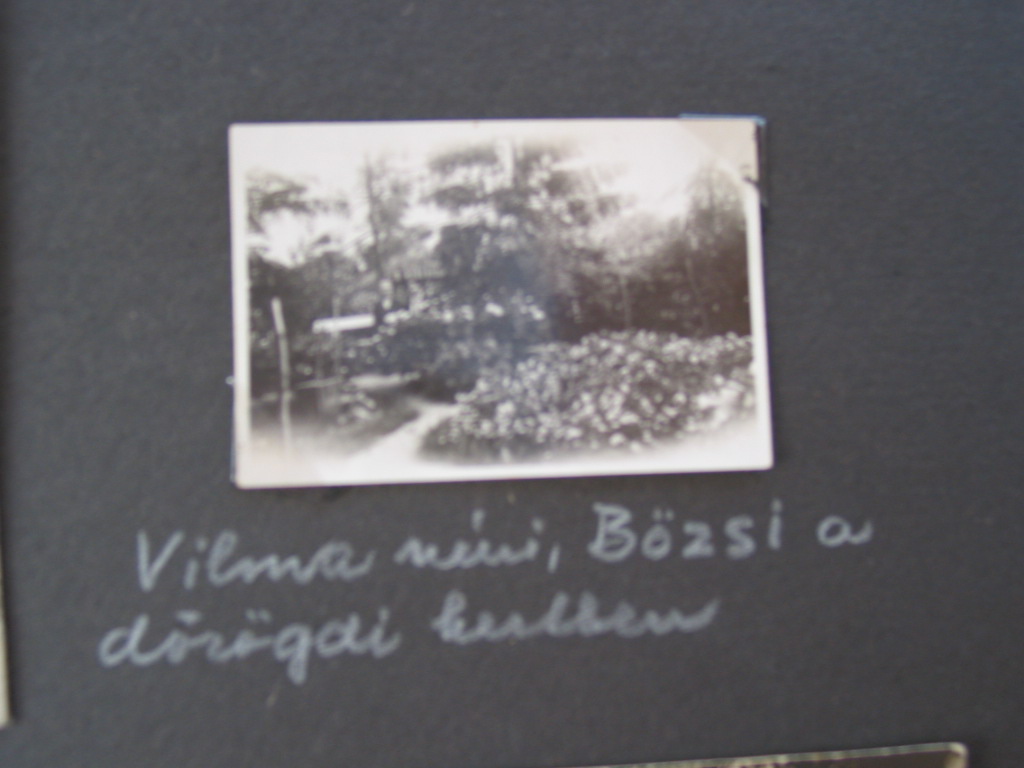 Vilma néni, Bözsi a
dörögdi kertben